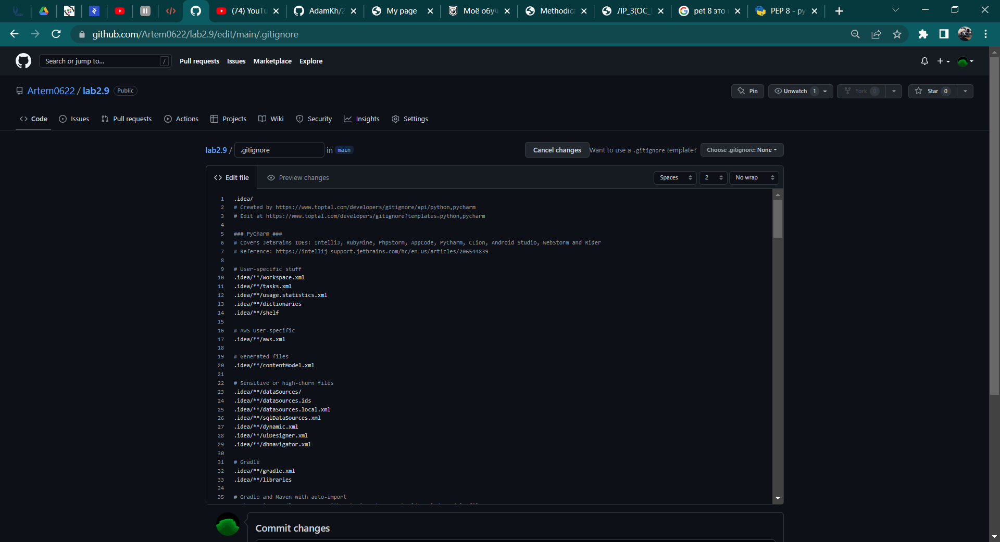 (74) YouTu
AdamKh/2
My page
Моё обуч
Methodica
ЛР_3(ОС_
pet 8 это
PEP 8 - ру
github.com/Artem0622/lab2.9/edit/main/.gitignore
Search or jump to...
/
Pull requests
Issues
Marketplace
Explore
Artem0622 / lab2.9
Public
Pin
Unwatch 1
Fork 0
Star 0
Code
Issues
Pull requests
Actions
Projects
Wiki
Security
Insights
Settings
lab2.9 / .gitignore in main
Cancel changes
Want to use a .gitignore template?
Choose .gitignore: None
Edit file
Preview changes
Spaces
2
No wrap
1 .idea/
2 # Created by https://www.toptal.com/developers/gitignore/api/python,pycharm
3 # Edit at https://www.toptal.com/developers/gitignore?templates=python,pycharm
4
5 ### PyCharm ###
6 # Covers JetBrains IDEs: IntelliJ, RubyMine, PhpStorm, AppCode, PyCharm, CLion, Android Studio, WebStorm and Rider
7 # Reference: https://intellij-support.jetbrains.com/hc/en-us/articles/206544839
8
9 # User-specific stuff
10 .idea/**/workspace.xml
11 .idea/**/tasks.xml
12 .idea/**/usage.statistics.xml
13 .idea/**/dictionaries
14 .idea/**/shelf
15
16 # AWS User-specific
17 .idea/**/aws.xml
18
19 # Generated files
20 .idea/**/contentModel.xml
21
22 # Sensitive or high-churn files
23 .idea/**/dataSources/
24 .idea/**/dataSources.ids
25 .idea/**/dataSources.local.xml
26 .idea/**/sqlDataSources.xml
27 .idea/**/dynamic.xml
28 .idea/**/uiDesigner.xml
29 .idea/**/dbnavigator.xml
30
31 # Gradle
32 .idea/**/gradle.xml
33 .idea/**/libraries
34
35 # Gradle and Maven with auto-import
Commit changes